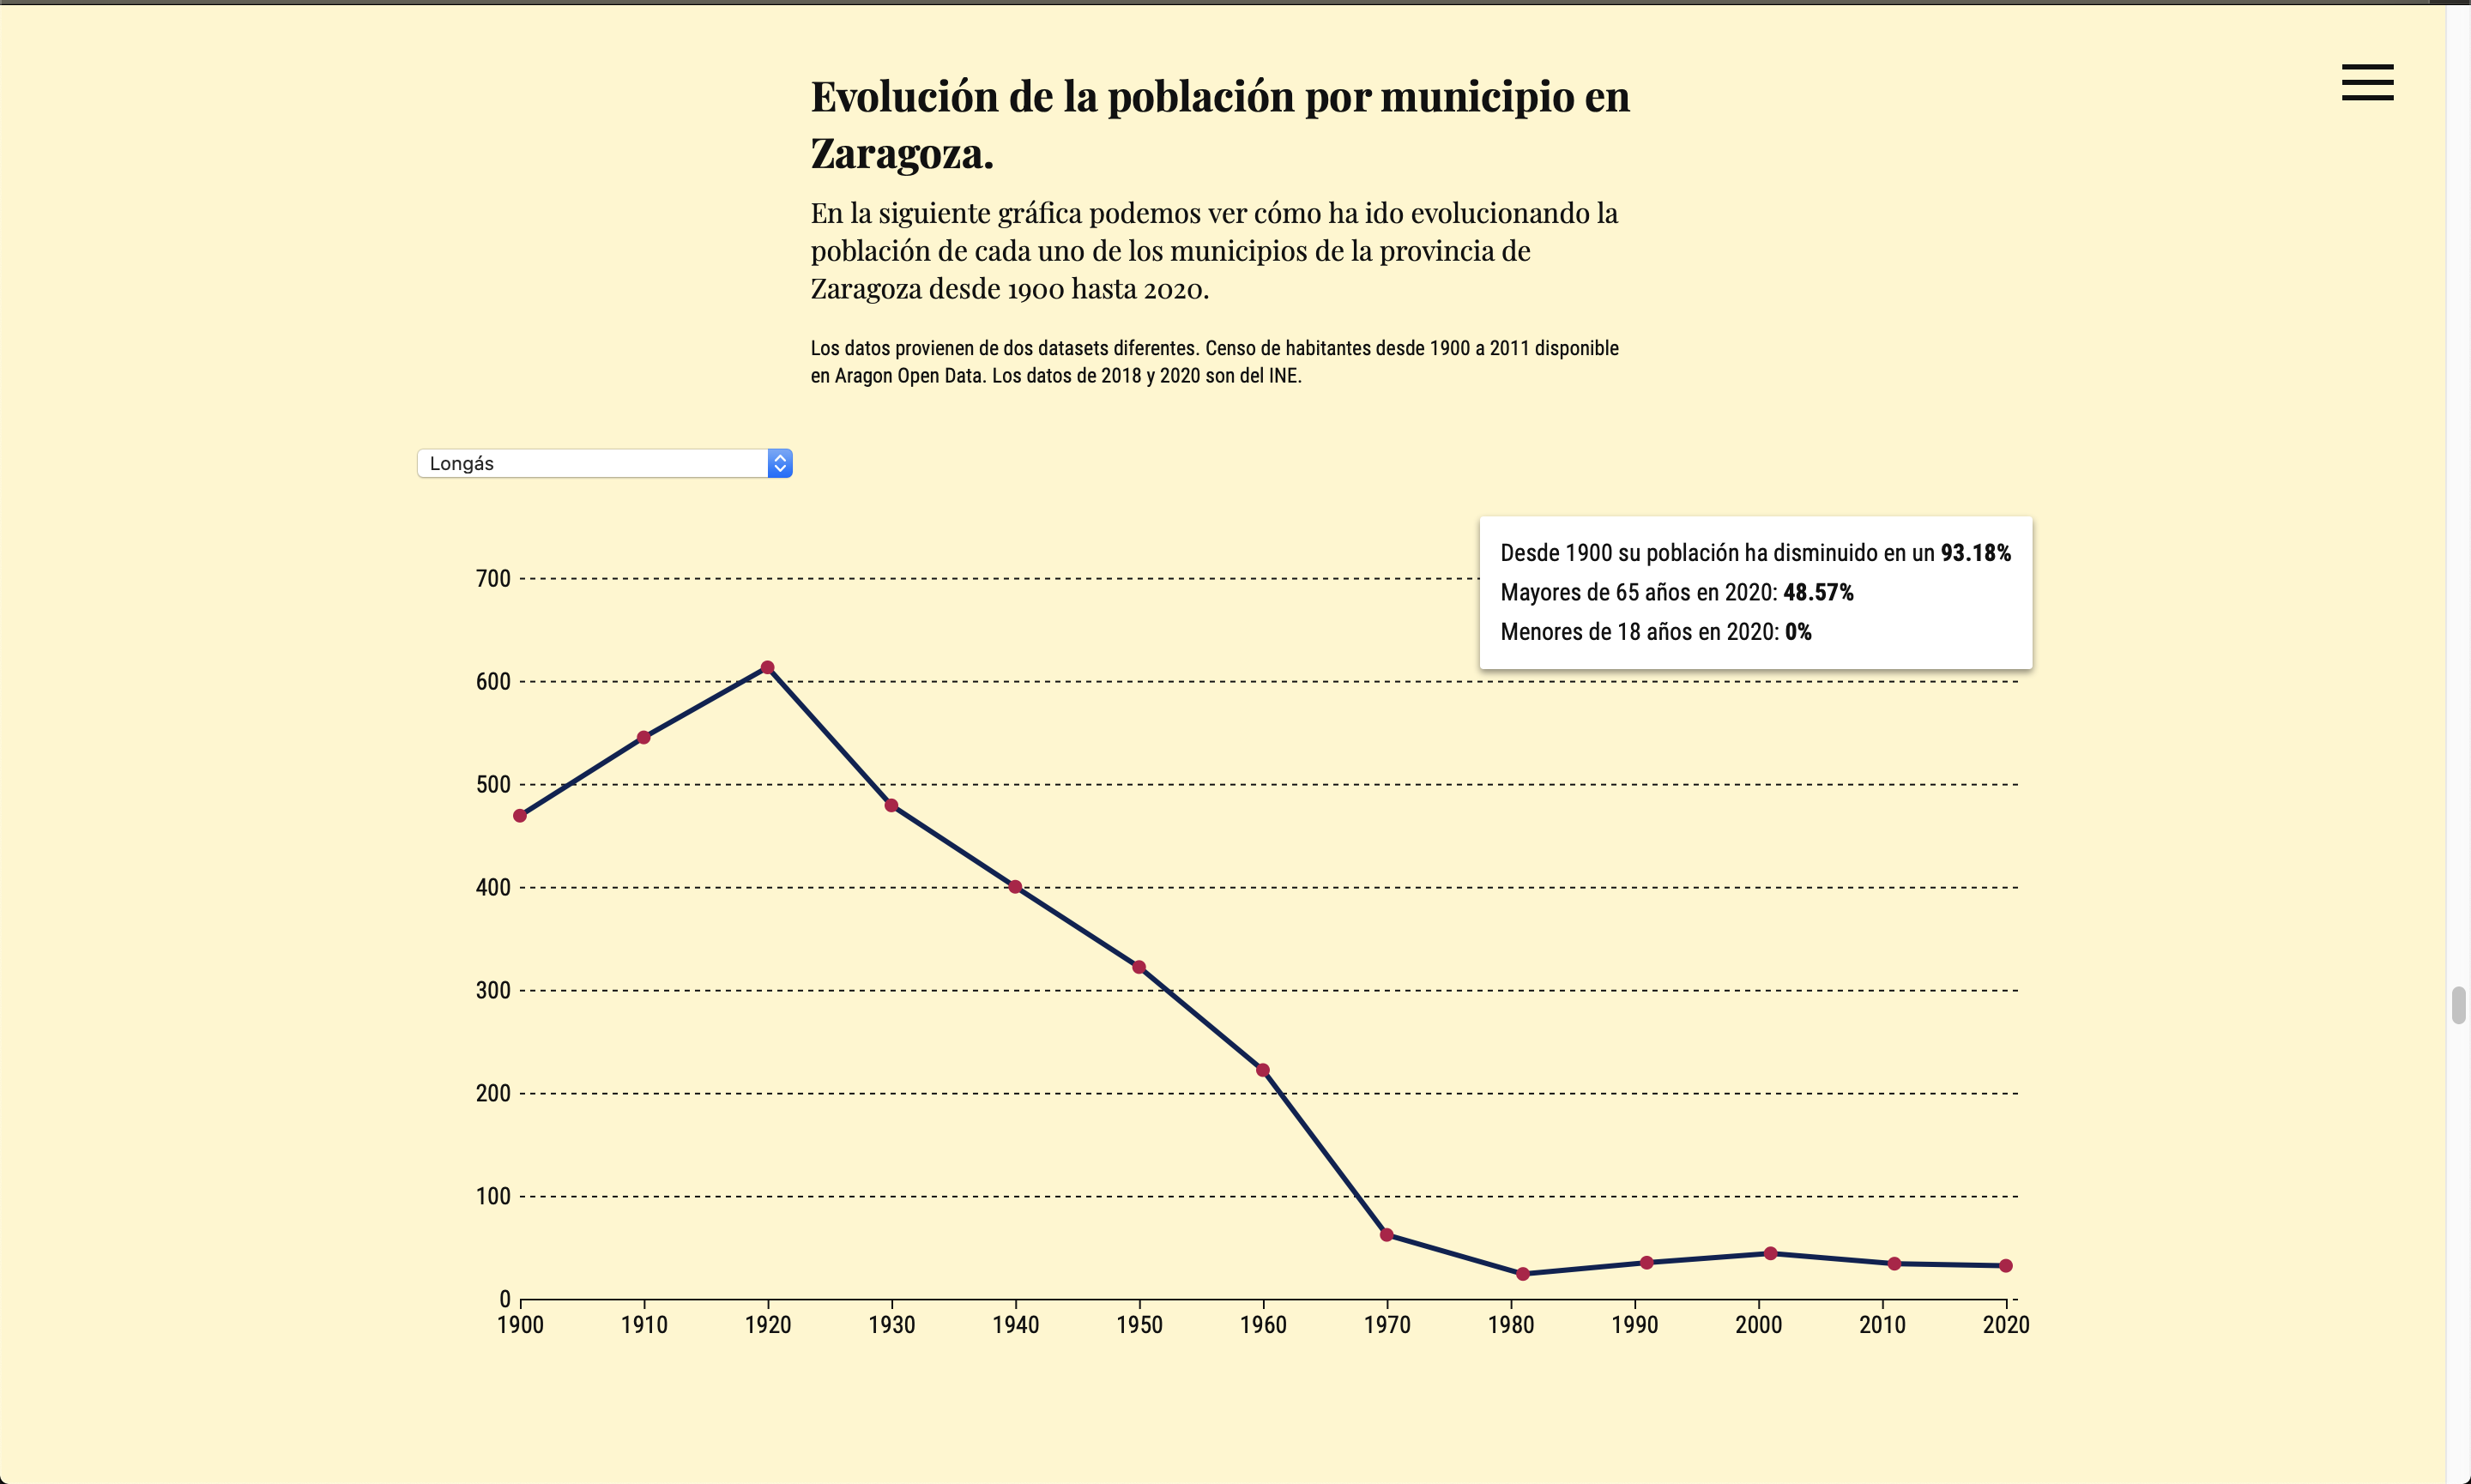 Evolución de la población por municipio en
Zaragoza.
En la siguiente gráfica podemos ver cómo ha ido evolucionando la
población de cada uno de los municipios de la provincia de
Zaragoza desde 1900 hasta 2020.
Los datos provienen de dos datasets diferentes. Censo de habitantes desde 1900 a 2011 disponible
en Aragon Open Data. Los datos de 2018 y 2020 son del INE.
Longás
Desde 1900 su población ha disminuido en un 93.18%
Mayores de 65 años en 2020: 48.57%
Menores de 18 años en 2020: 0%
700
600
500
400
300
200
100
0
1900 1910 1920 1930 1940 1950 1960 1970 1980 1990 2000 2010 2020